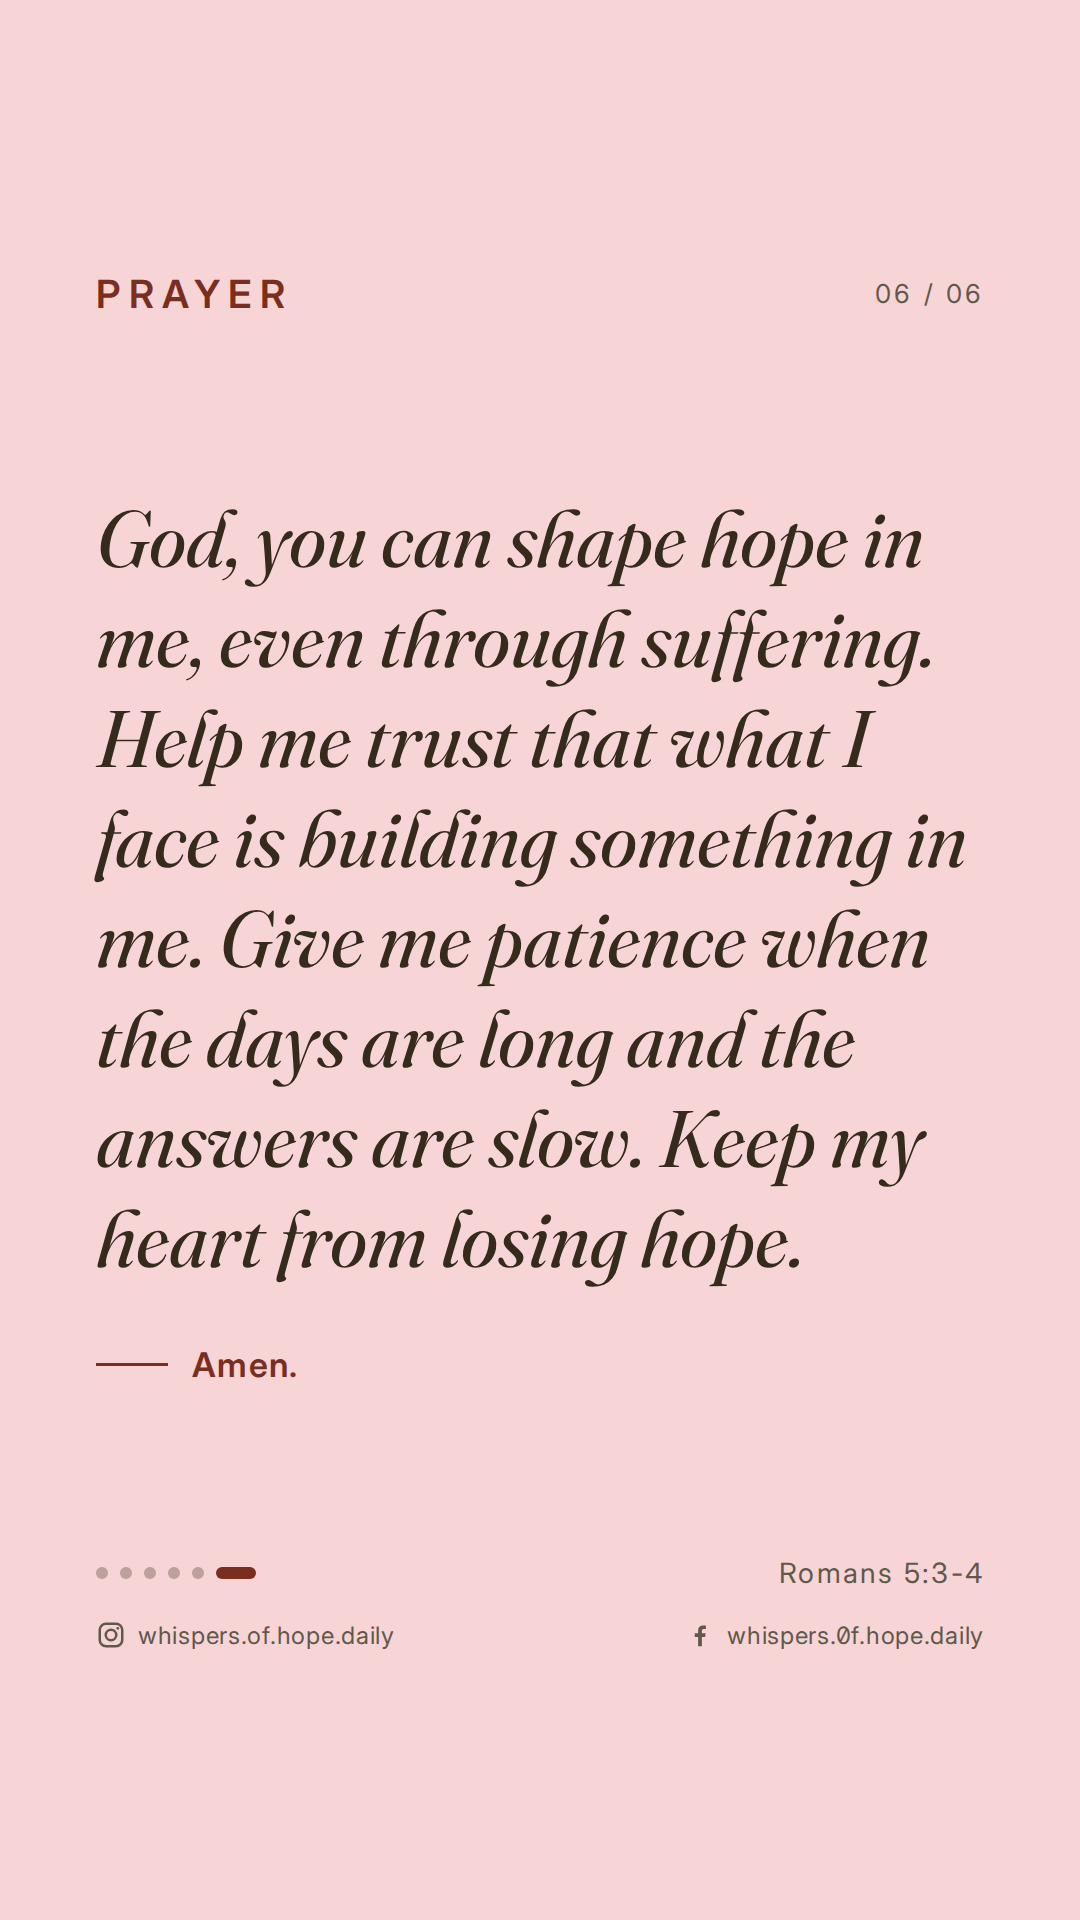 PRAYER
06 / 06
God, you can shape hope in
me, even through suffering.
Help me trust that what I
face is building something in
me. Give me patience when
the days are long and the
answers are slow. Keep my
heart from losing hope.
Amen.
Romans 5:3-4
whispers.of.hope.daily
whispers.0f.hope.daily